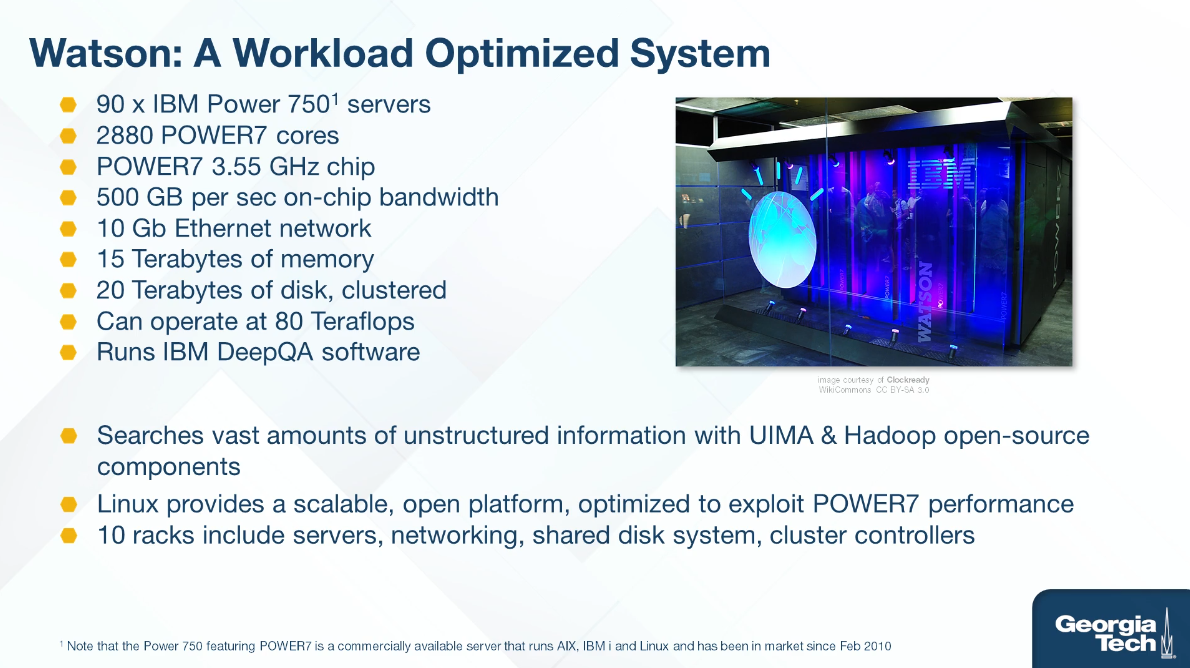 Watson: A Workload Optimized System
90 x IBM Power 750¹ servers
2880 POWER7 cores
POWER7 3.55 GHz chip
500 GB per sec on-chip bandwidth
10 Gb Ethernet network
15 Terabytes of memory
20 Terabytes of disk, clustered
Can operate at 80 Teraflops
Runs IBM DeepQA software
IBM
WATSON
Image courtesy of Clockready
WikiCommons CC BY-SA 3.0
Searches vast amounts of unstructured information with UIMA & Hadoop open-source
components
Linux provides a scalable, open platform, optimized to exploit POWER7 performance
10 racks include servers, networking, shared disk system, cluster controllers
¹ Note that the Power 750 featuring POWER7 is a commercially available server that runs AIX, IBM i and Linux and has been in market since Feb 2010
Georgia
Tech